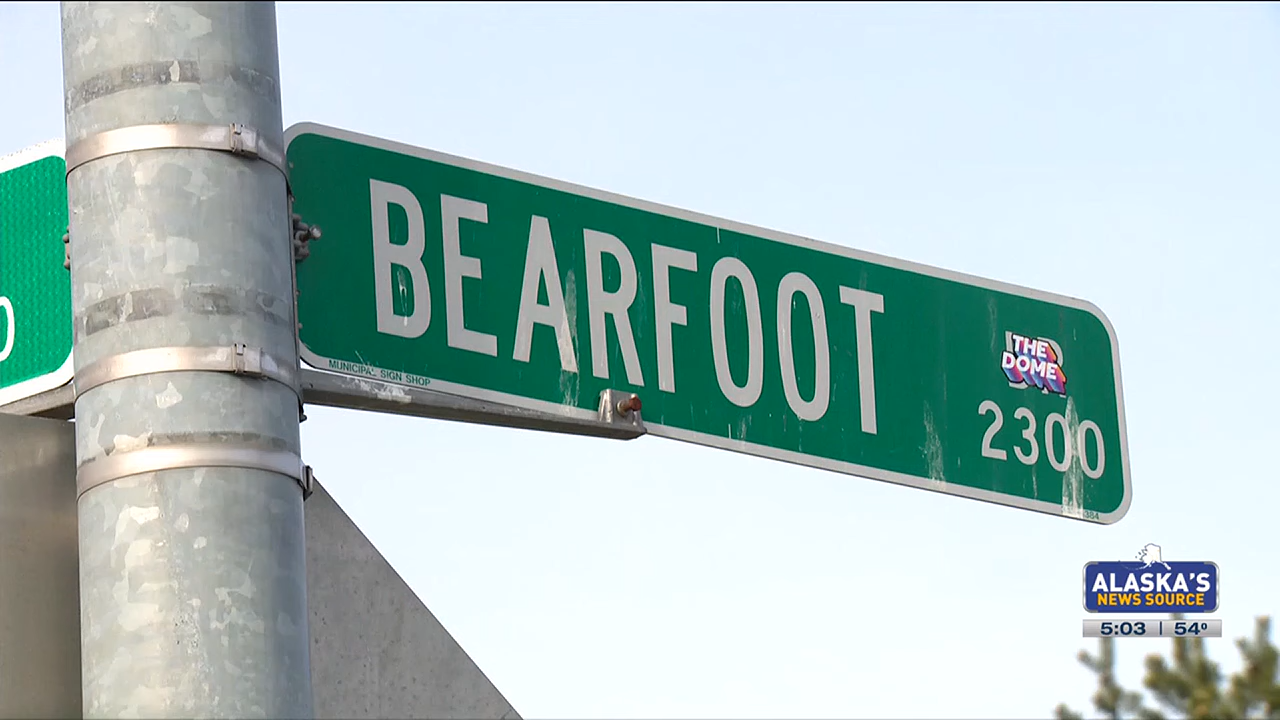 BEARFOOT
THE
DOME
2300
MUNICIPAL SIGN SHOP
ALASKA'S
NEWS SOURCE
5:03 | 54°